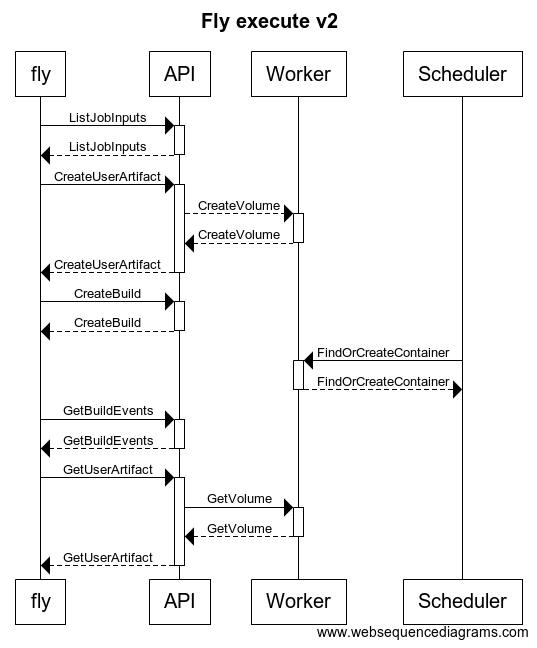 Fly execute v2
fly
API
Worker
Scheduler
ListJobInputs
ListJobInputs
CreateUserArtifact
CreateVolume
CreateVolume
CreateUserArtifact
CreateBuild
CreateBuild
FindOrCreateContainer
FindOrCreateContainer
GetBuildEvents
GetBuildEvents
GetUserArtifact
GetVolume
GetVolume
GetUserArtifact
fly
API
Worker
Scheduler
www.websequencediagrams.com